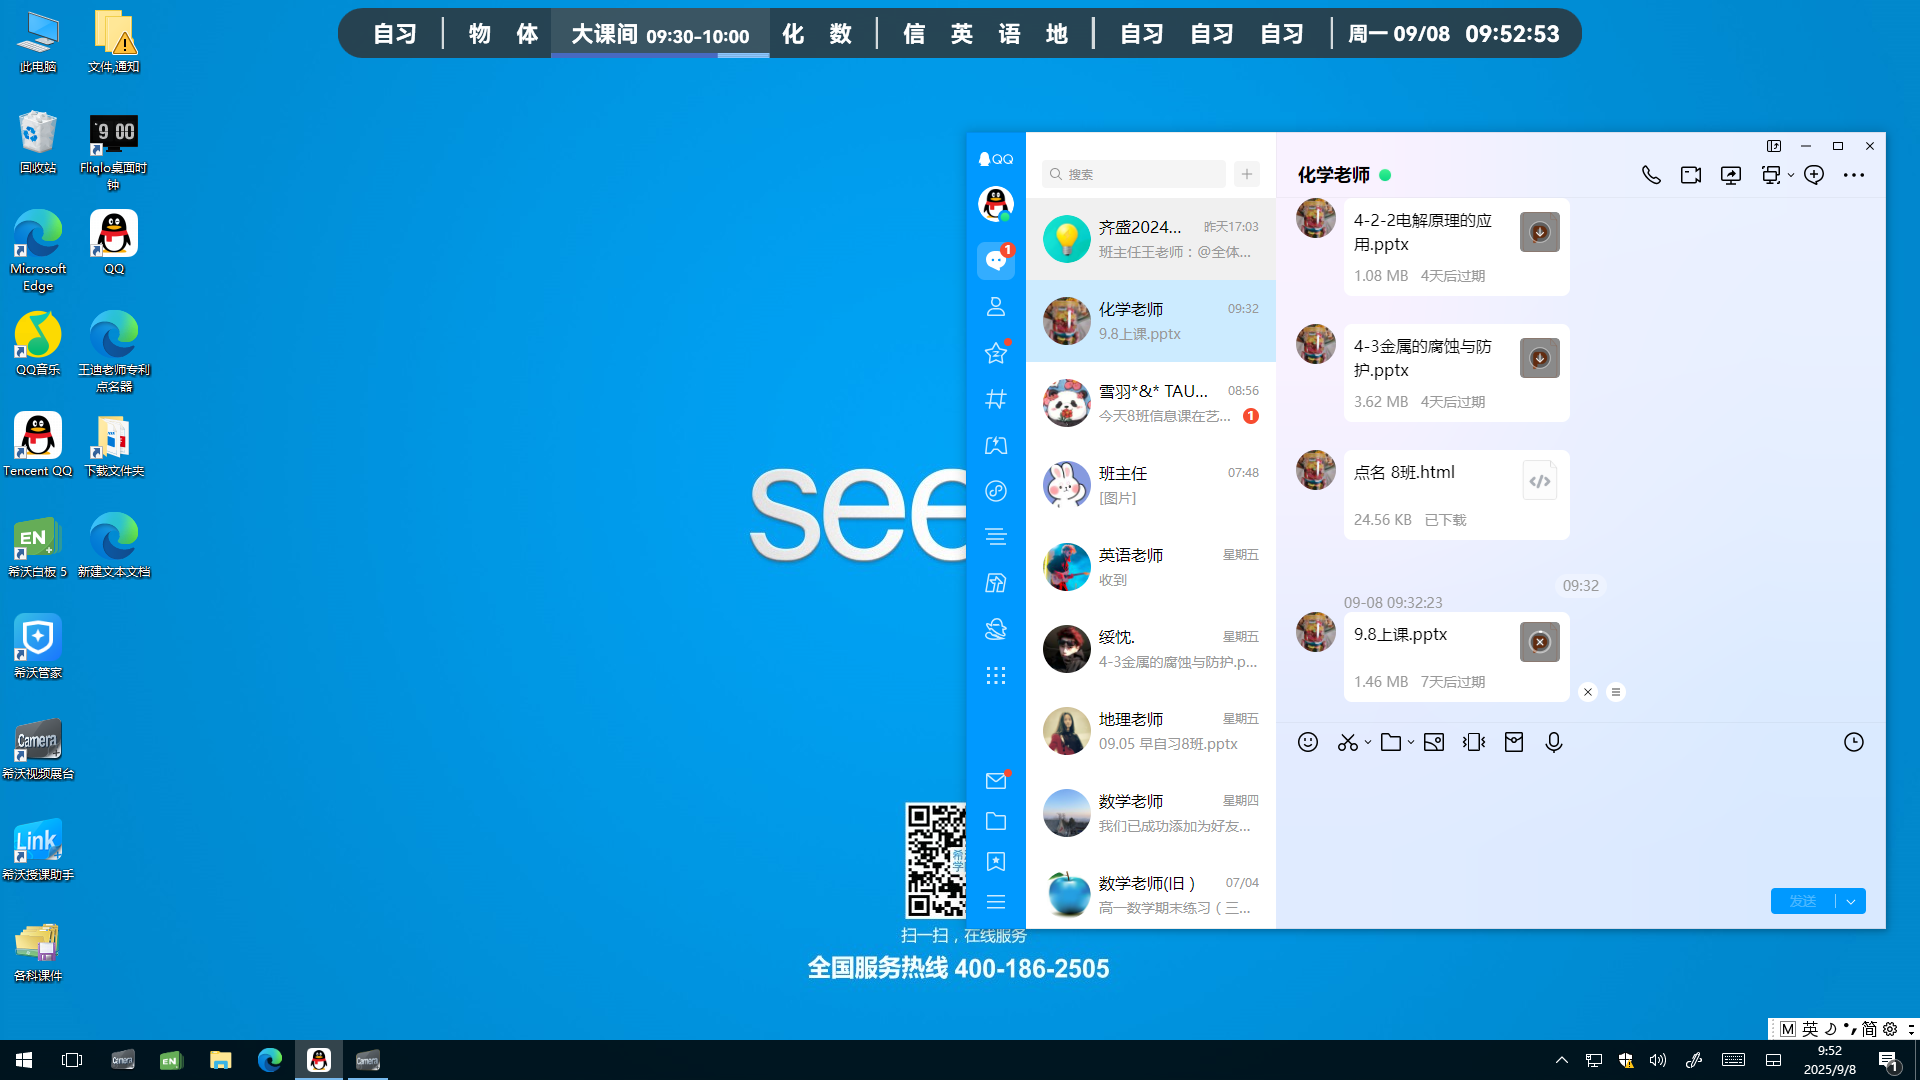 自习 物 体 大课间 09:30-10:00 化 数 信 英 语 地 自习 自习 自习 周一 09/08 09:52:53
此电脑
文件,通知
回收站
9 00
Fliqlo桌面时
钟
Microsoft
Edge
QQ
QQ音乐
王迪老师专利
点名器
Tencent QQ
下载文件夹
EN
希沃白板 5
新建文本文档
希沃管家
Camera
希沃视频展台
Link
希沃授课助手
各科课件
see
扫一扫，在线服务
全国服务热线 400-186-2505
QQ
1
搜索
齐盛2024... 昨天17:03
班主任王老师：@全体...
化学老师 09:32
9.8上课.pptx
雪羽*&* TAU... 08:56
今天8班信息课在艺... 1
班主任 07:48
[图片]
英语老师 星期五
收到
绥忱. 星期五
4-3金属的腐蚀与防护.p...
地理老师 星期五
09.05 早自习8班.pptx
数学老师 星期四
我们已成功添加为好友...
数学老师(旧 ) 07/04
高一数学期末练习（三...
化学老师
4-2-2电解原理的应
用.pptx
1.08 MB 4天后过期
4-3金属的腐蚀与防
护.pptx
3.62 MB 4天后过期
点名 8班.html
24.56 KB 已下载
09:32
09-08 09:32:23
9.8上课.pptx
1.46 MB 7天后过期
发送
M 英 简
Camera EN Camera
9:52
2025/9/8
1